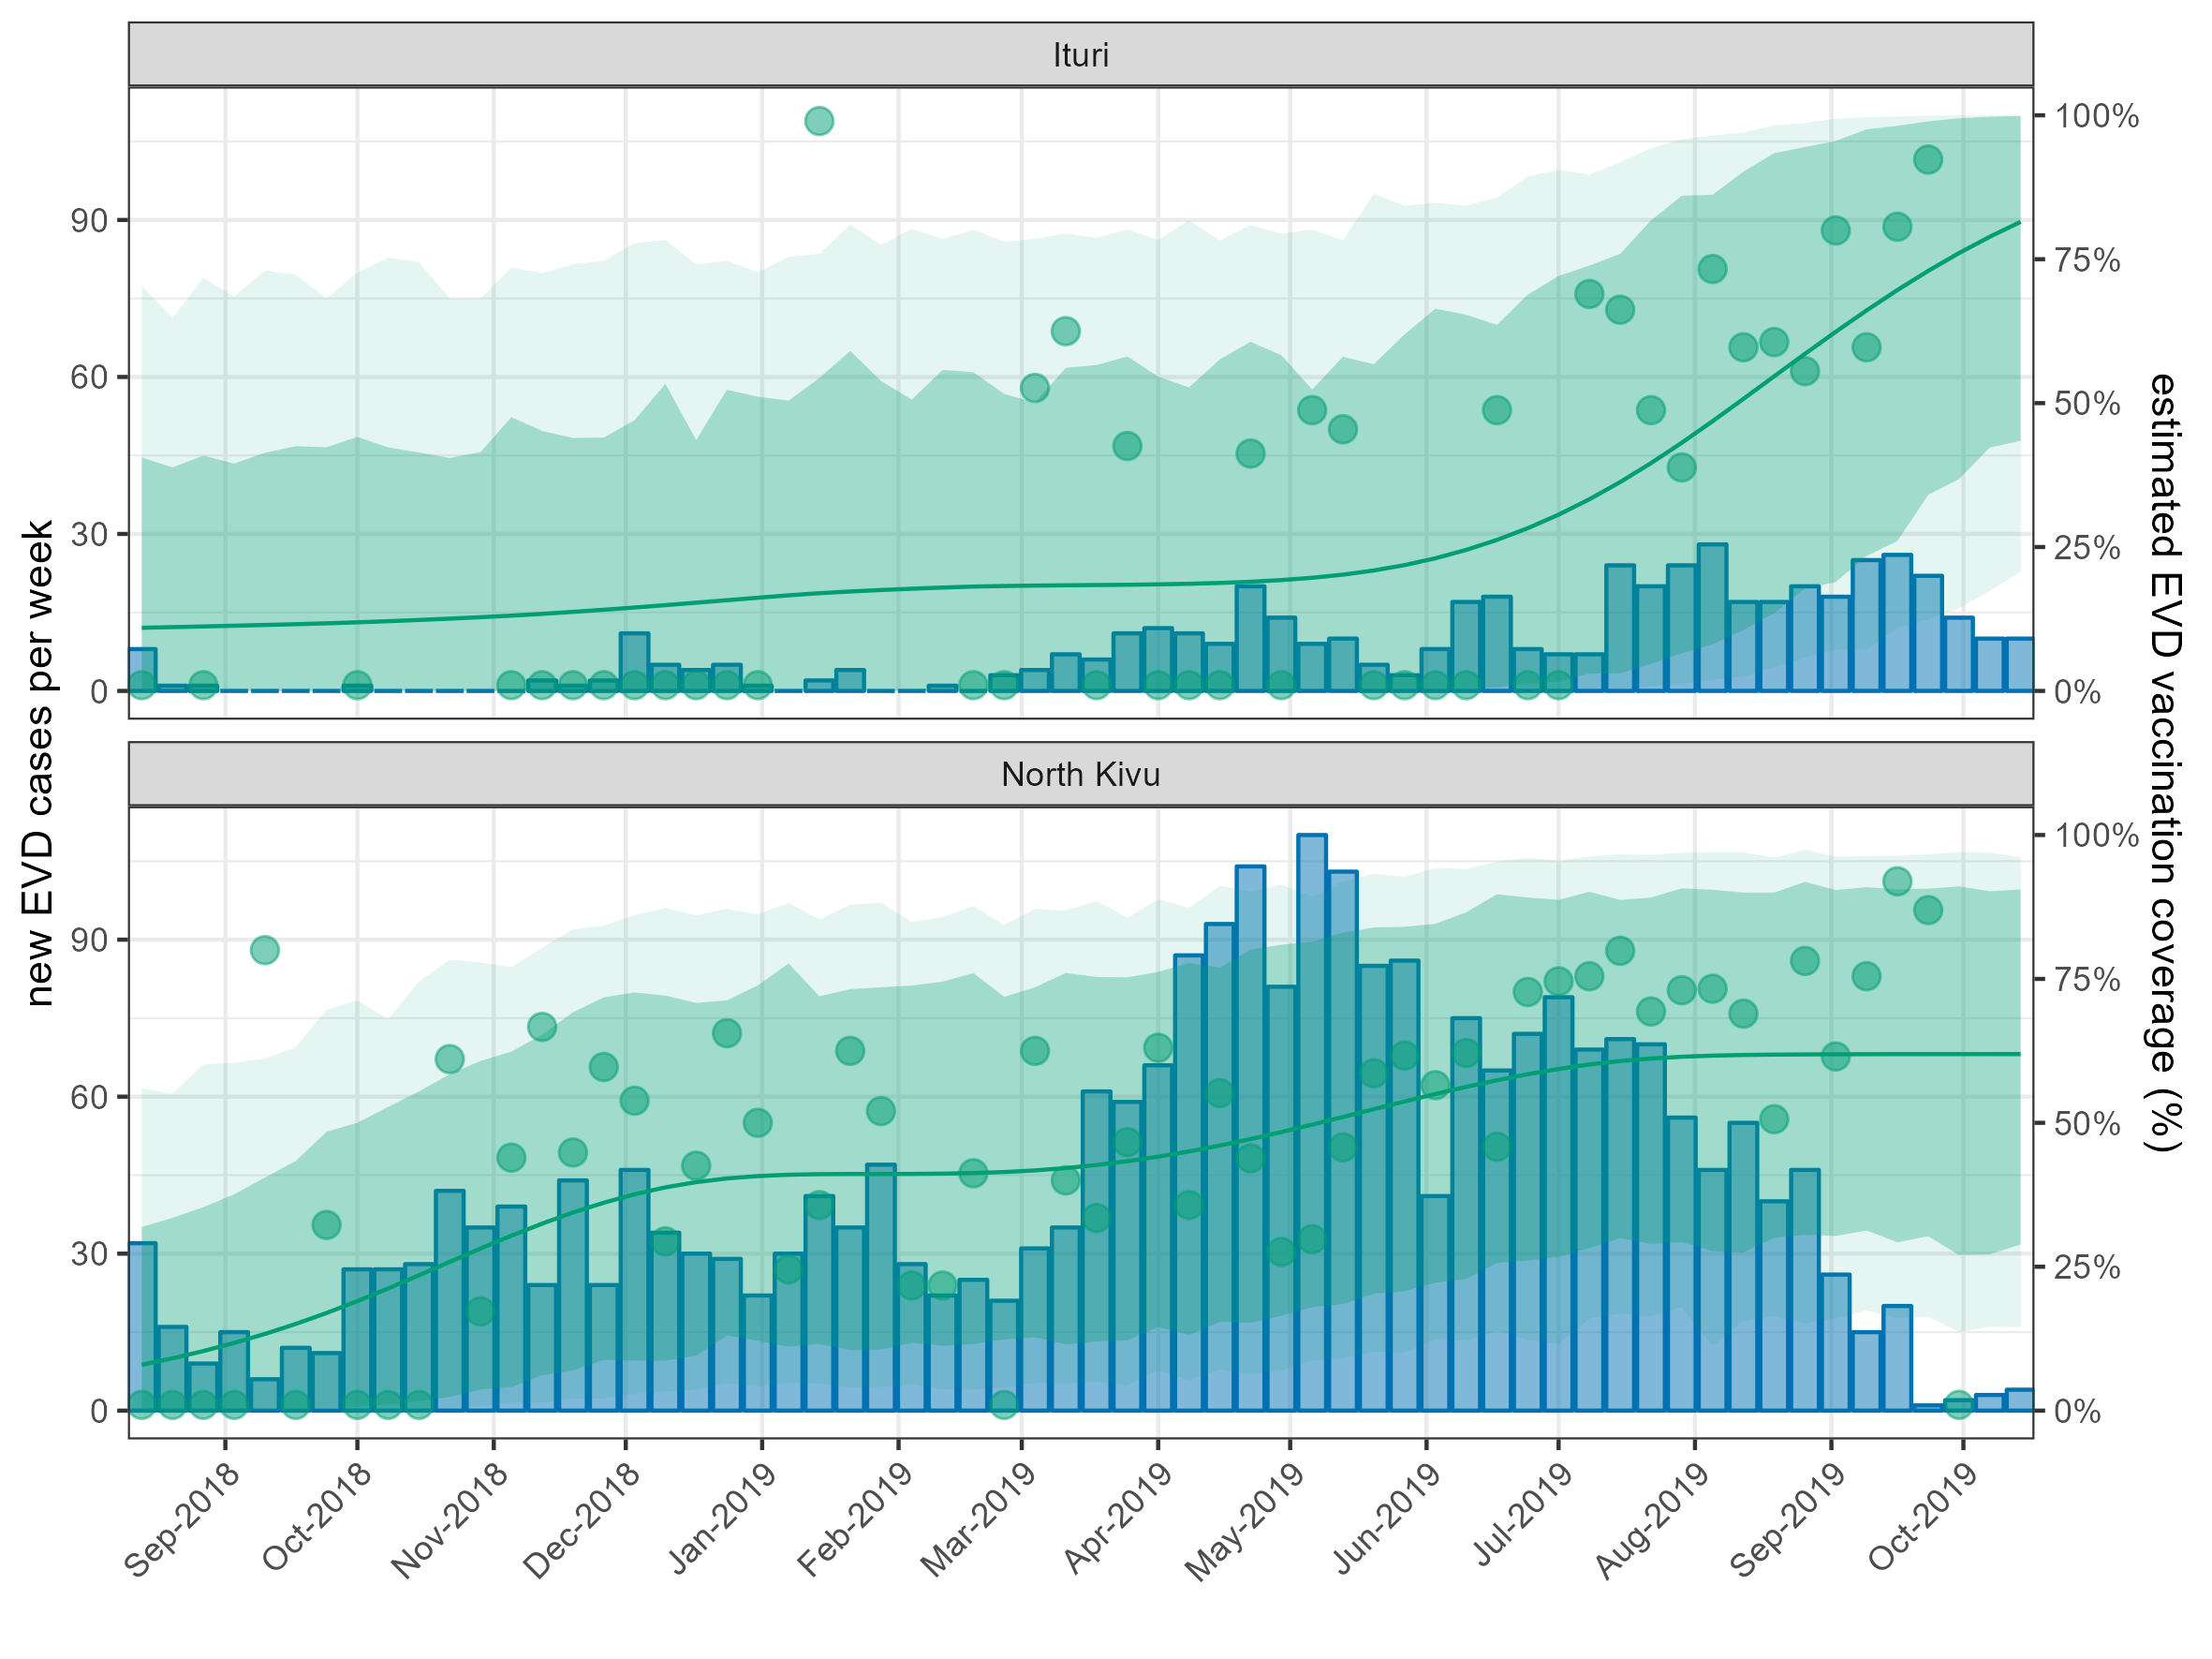 Ituri
100%
90
75%
60
50%
30
25%
0
0%
new EVD cases per week
estimated EVD vaccination coverage (%)
North Kivu
100%
90
75%
60
50%
30
25%
0
0%
Sep-2018
Oct-2018
Nov-2018
Dec-2018
Jan-2019
Feb-2019
Mar-2019
Apr-2019
May-2019
Jun-2019
Jul-2019
Aug-2019
Sep-2019
Oct-2019